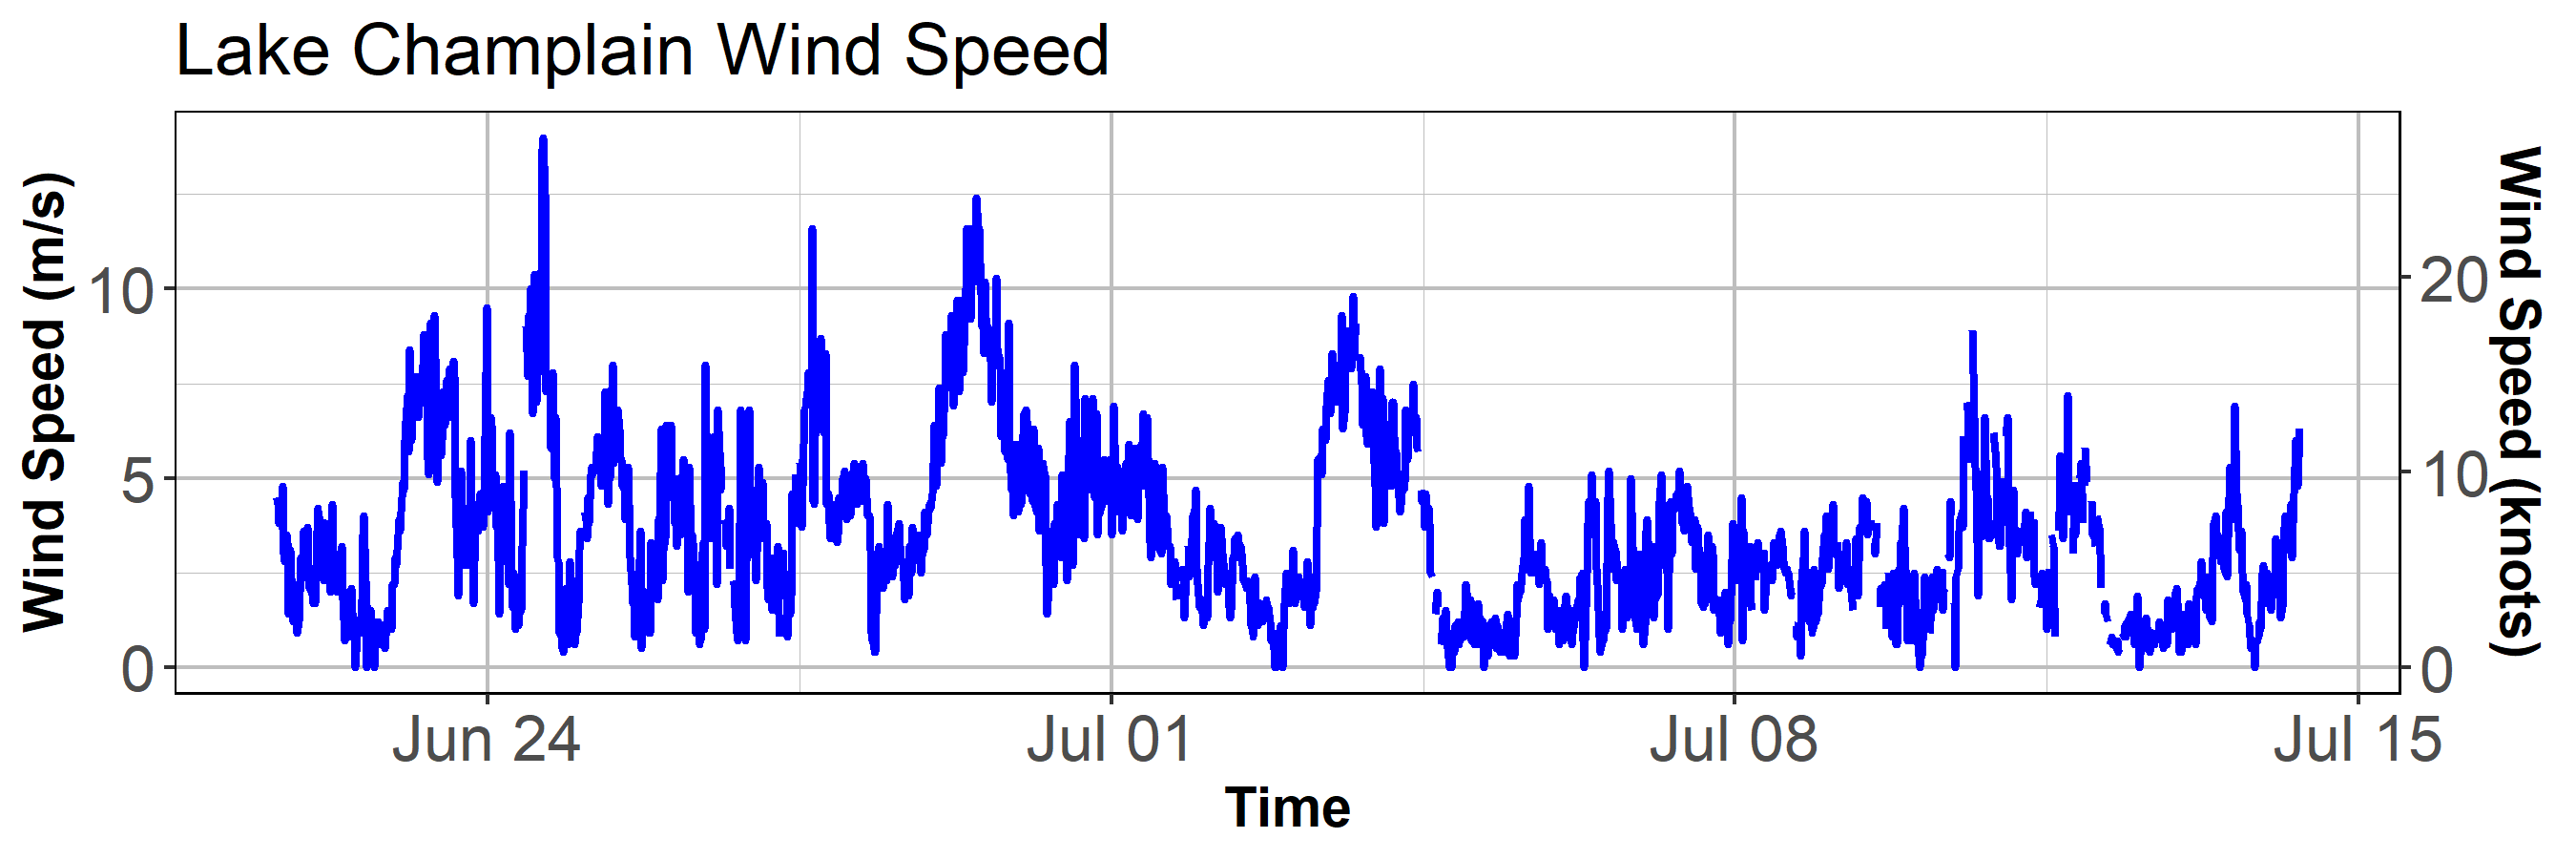 Lake Champlain Wind Speed
Wind Speed (m/s)
10
5
0
20
10
0
Wind Speed (knots)
Jun 24
Jul 01
Jul 08
Jul 15
Time